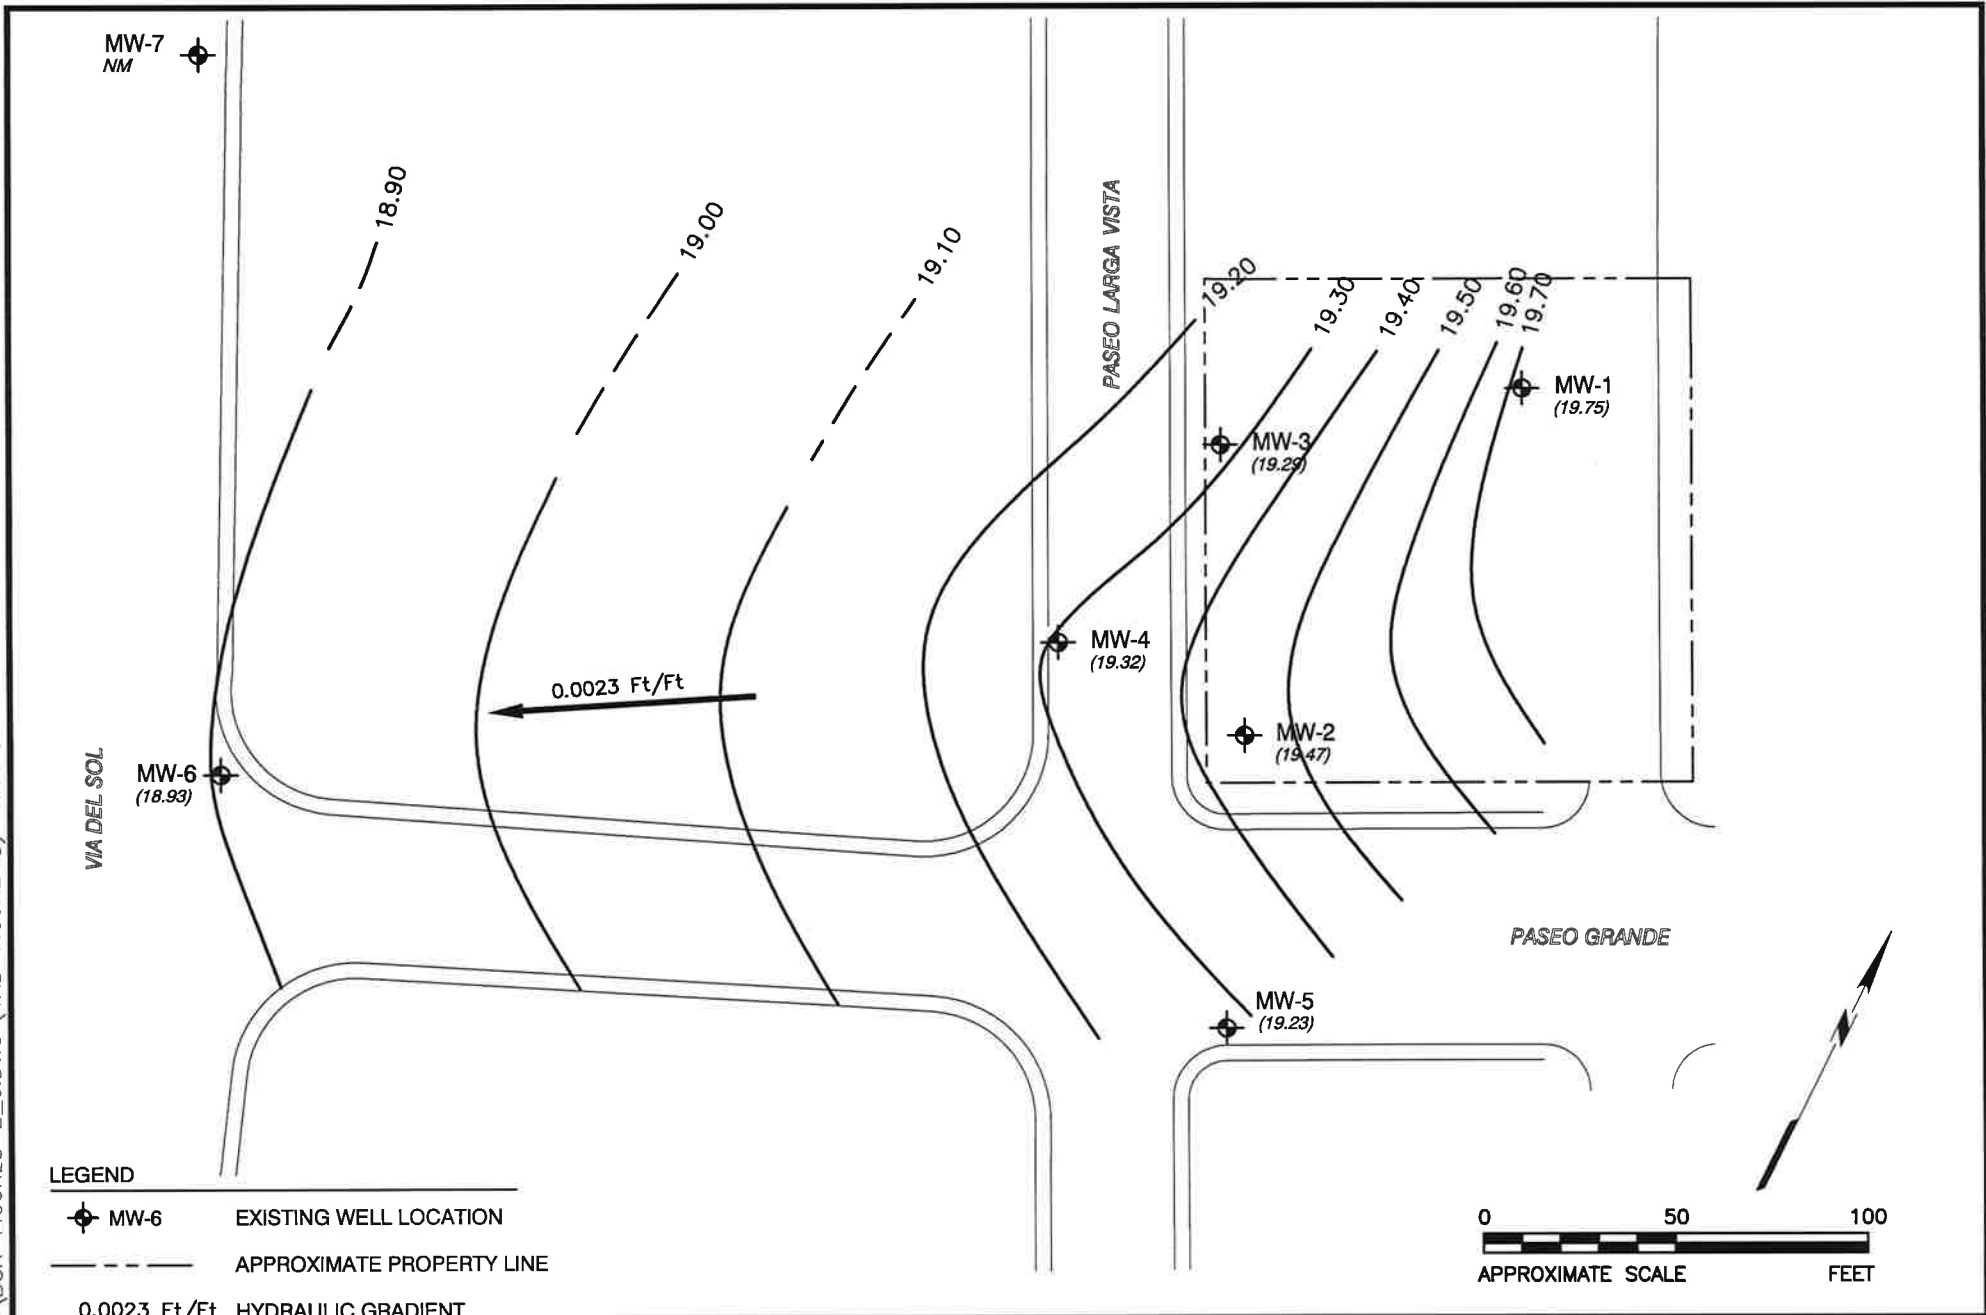 MW-7
NM
18.90
19.00
19.10
PASEO LARGA VISTA
19.20
19.30
19.40
19.50
19.60
19.70
MW-1
(19.75)
MW-3
(19.29)
MW-4
(19.32)
0.0023 Ft/Ft
MW-2
(19.47)
MW-6
(18.93)
VIA DEL SOL
PASEO GRANDE
MW-5
(19.23)
LEGEND
MW-6 EXISTING WELL LOCATION
APPROXIMATE PROPERTY LINE
0.0023 Ft/Ft HYDRAULIC GRADIENT
0 50 100
APPROXIMATE SCALE FEET